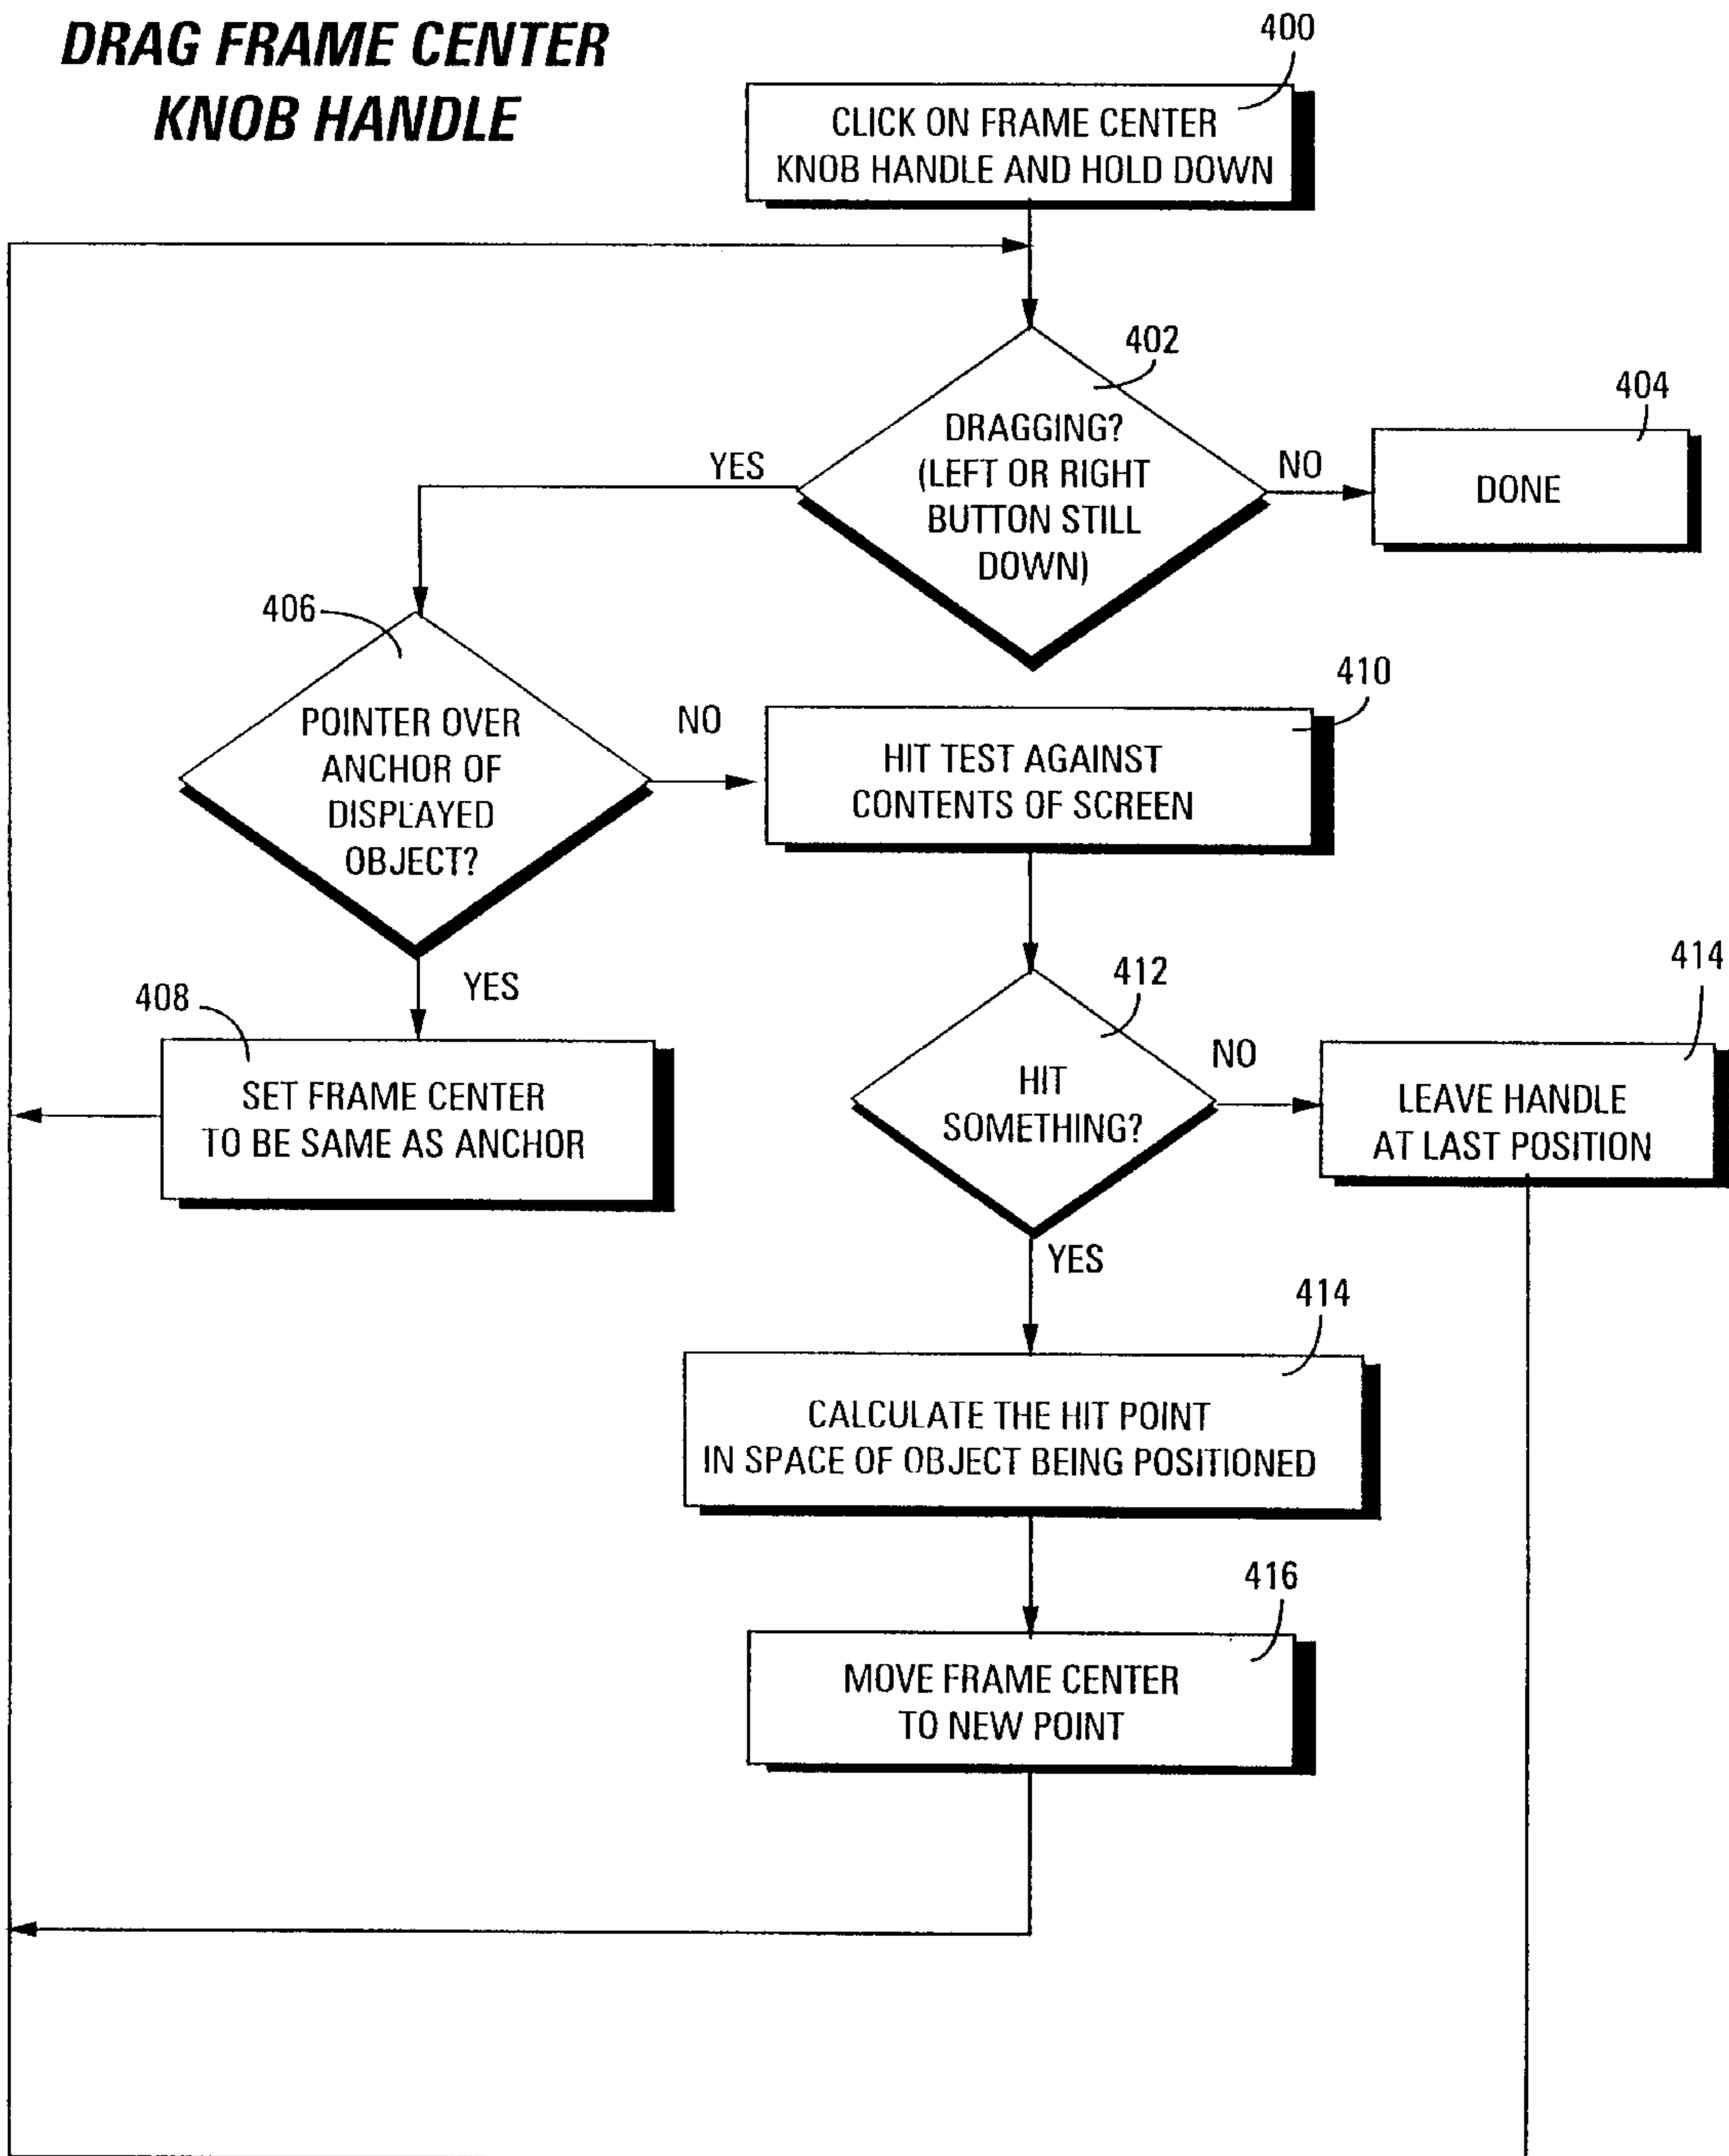 DRAG FRAME CENTER
KNOB HANDLE
400
CLICK ON FRAME CENTER
KNOB HANDLE AND HOLD DOWN
402
DRAGGING?
(LEFT OR RIGHT
BUTTON STILL
DOWN)
YES
NO
404
DONE
406
POINTER OVER
ANCHOR OF
DISPLAYED
OBJECT?
NO
410
HIT TEST AGAINST
CONTENTS OF SCREEN
YES
408
SET FRAME CENTER
TO BE SAME AS ANCHOR
412
HIT
SOMETHING?
NO
414
LEAVE HANDLE
AT LAST POSITION
YES
414
CALCULATE THE HIT POINT
IN SPACE OF OBJECT BEING POSITIONED
416
MOVE FRAME CENTER
TO NEW POINT